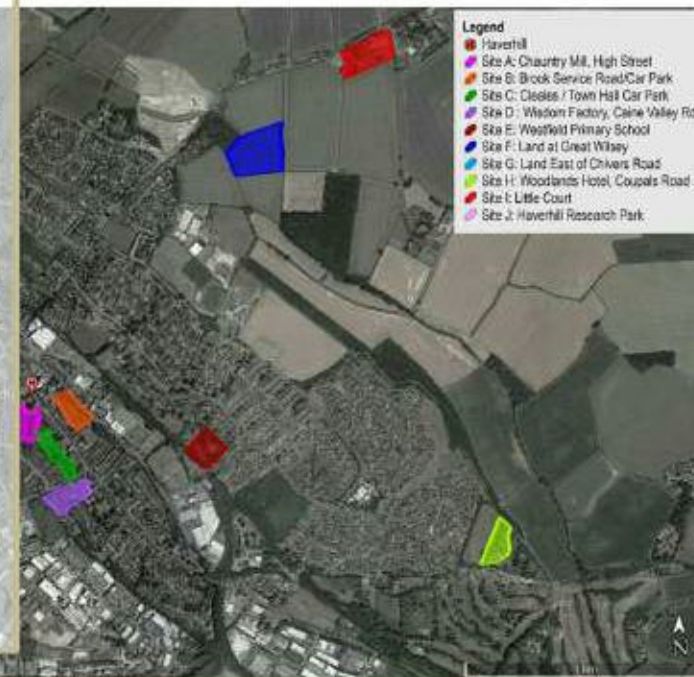 Legend
Haverhill
Site A: Chauntry Mill, High Street
Site B: Brook Service Road/Car Park
Site C: Cleales / Town Hall Car Park
Site D : Wisdom Factory, Caine Valley Ro
Site E: Westfield Primary School
Site F: Land at Great Wilsey
Site G: Land East of Chivers Road
Site H: Woodlands Hotel, Coupals Road
Site I: Little Court
Site J: Haverhill Research Park
N